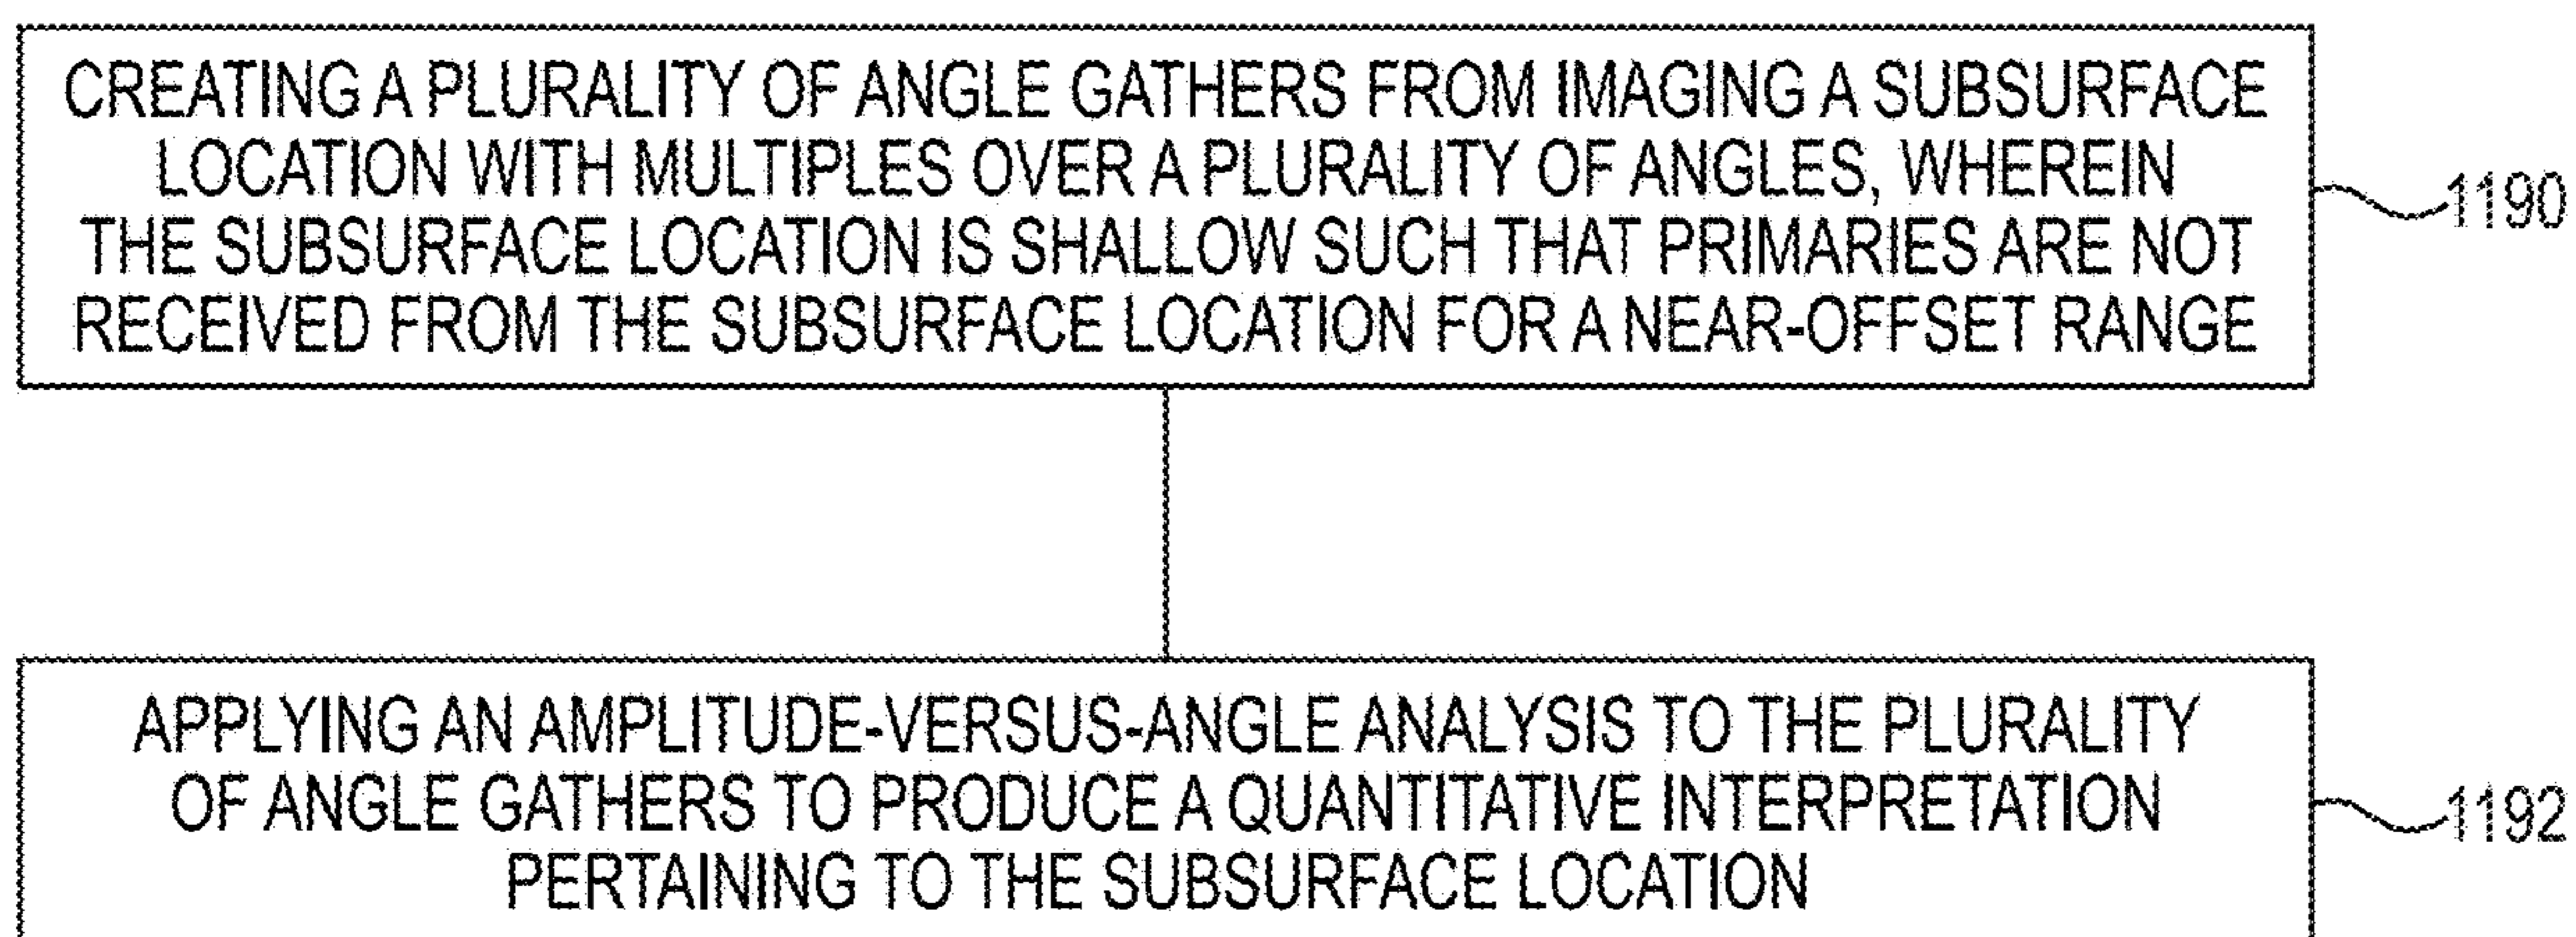 CREATING A PLURALITY OF ANGLE GATHERS FROM IMAGING A SUBSURFACE
LOCATION WITH MULTIPLES OVER A PLURALITY OF ANGLES, WHEREIN
THE SUBSURFACE LOCATION IS SHALLOW SUCH THAT PRIMARIES ARE NOT
RECEIVED FROM THE SUBSURFACE LOCATION FOR A NEAR-OFFSET RANGE
1190
APPLYING AN AMPLITUDE-VERSUS-ANGLE ANALYSIS TO THE PLURALITY
OF ANGLE GATHERS TO PRODUCE A QUANTITATIVE INTERPRETATION
PERTAINING TO THE SUBSURFACE LOCATION
1192